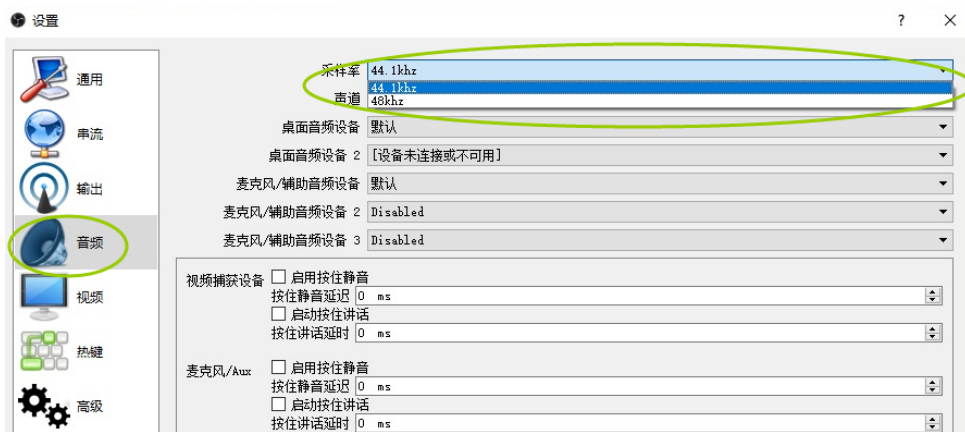 设置
?
通用
串流
输出
音频
视频
热键
高级
采样率 44.1khz
44.1khz
48khz
声道
桌面音频设备 默认
桌面音频设备 2 [设备未连接或不可用]
麦克风/辅助音频设备 默认
麦克风/辅助音频设备 2 Disabled
麦克风/辅助音频设备 3 Disabled
视频捕获设备 启用按住静音
按住静音延迟 0 ms
启动按住讲话
按住讲话延时 0 ms
麦克风/Aux 启用按住静音
按住静音延迟 0 ms
启动按住讲话
按住讲话延时 0 ms